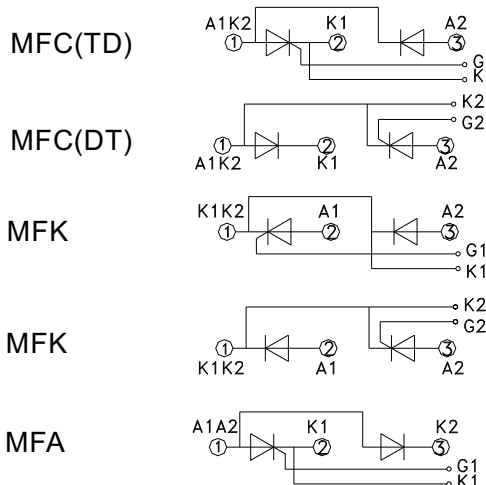 A1K2 K1 A2
MFC(TD)
1 2 3
G
K
K2
MFC(DT)
G2
1 2 3
A1K2 K1 A2
K1K2 A1 A2
MFK
1 2 3
G1
K1
K2
G2
MFK
1 2 3
K1K2 A1 A2
A1A2 K1 K2
MFA
1 2 3
G1
K1